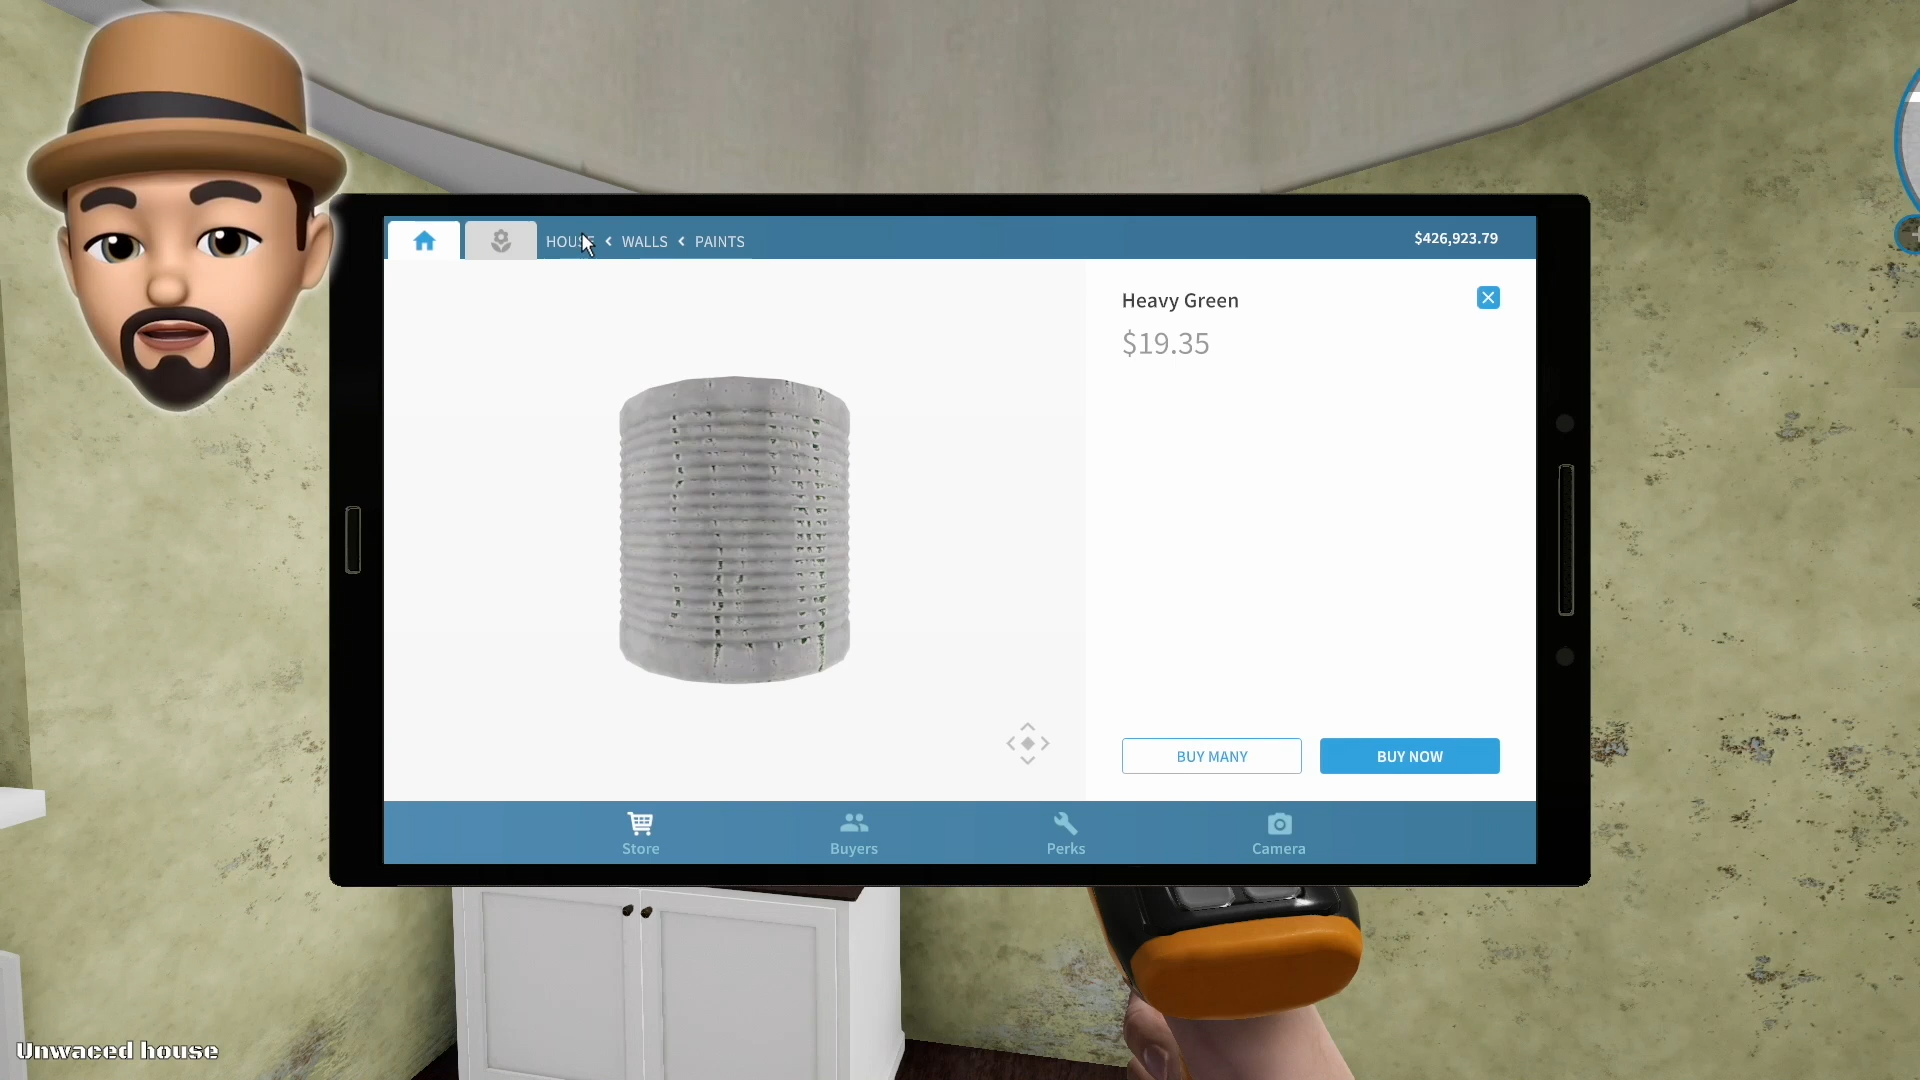 HOUSE < WALLS < PAINTS
$426,923.79
Heavy Green
$19.35
BUY MANY
BUY NOW
Store
Buyers
Perks
Camera
Unwaced house